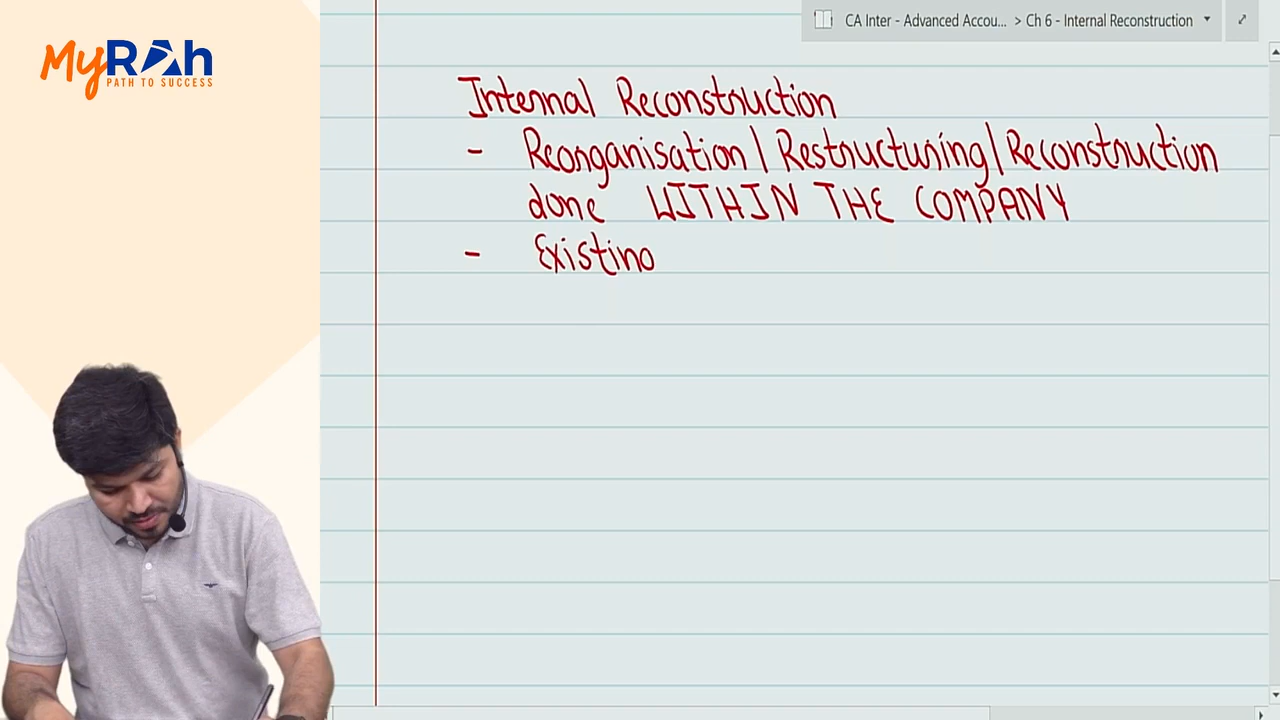 MyRAh
PATH TO SUCCESS
CA Inter - Advanced Accou... > Ch 6 - Internal Reconstruction
Internal Reconstruction
- Reorganisation / Restructuring / Reconstruction
done WITHIN THE COMPANY
- Existing